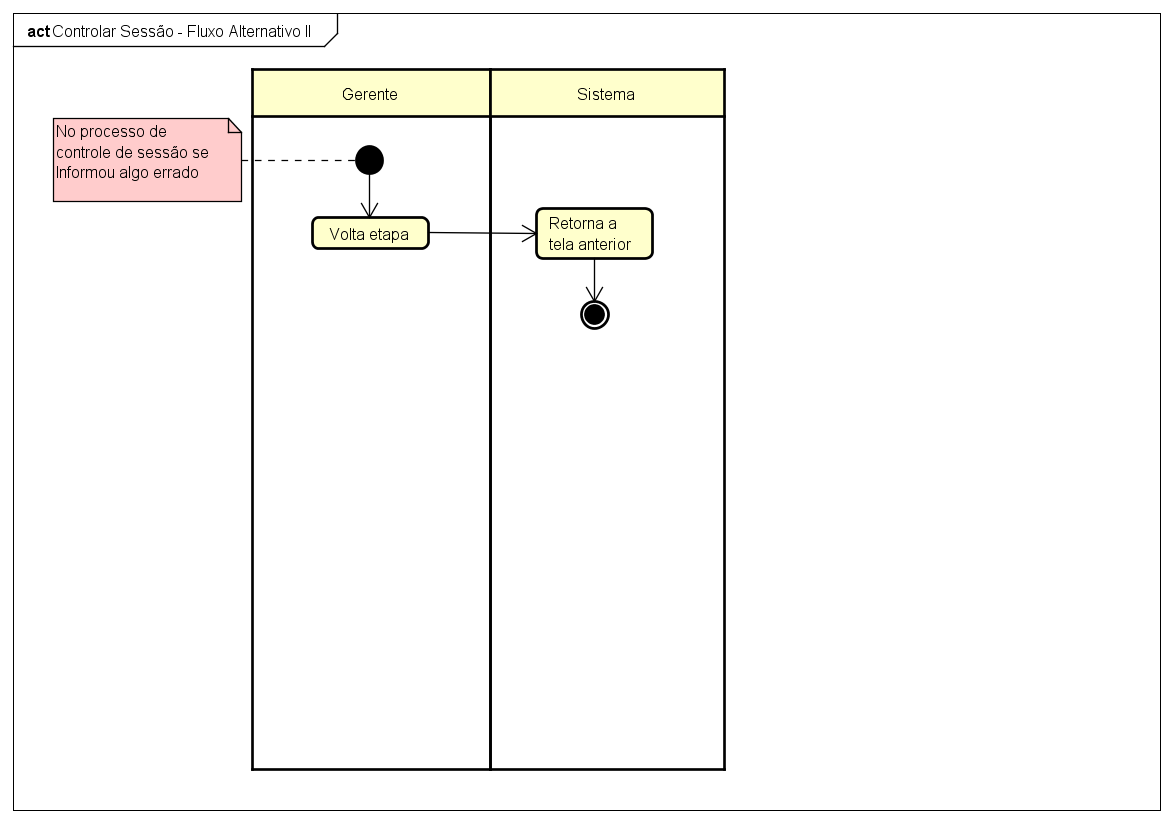 act Controlar Sessão - Fluxo Alternativo II
Gerente
Sistema
No processo de
controle de sessão se
Informou algo errado
Volta etapa
Retorna a
tela anterior